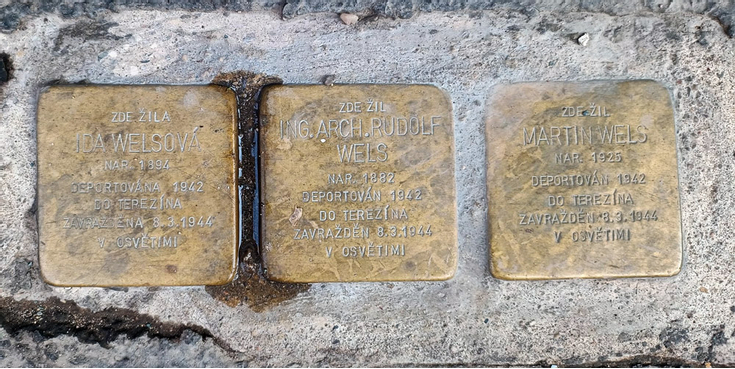 ZDE ŽILA
IDA WELSOVÁ
NAR. 1894
DEPORTOVÁNA 1942
DO TEREZÍNA
ZAVRAŽDĚNA 8.3.1944
V OSVĚTIMI
ZDE ŽIL
ING. ARCH. RUDOLF
WELS
NAR. 1882
DEPORTOVÁN 1942
DO TEREZÍNA
ZAVRAŽDĚN 8.3.1944
V OSVĚTIMI
ZDE ŽIL
MARTIN WELS
NAR. 1925
DEPORTOVÁN 1942
DO TEREZÍNA
ZAVRAŽDĚN 8.3.1944
V OSVĚTIMI